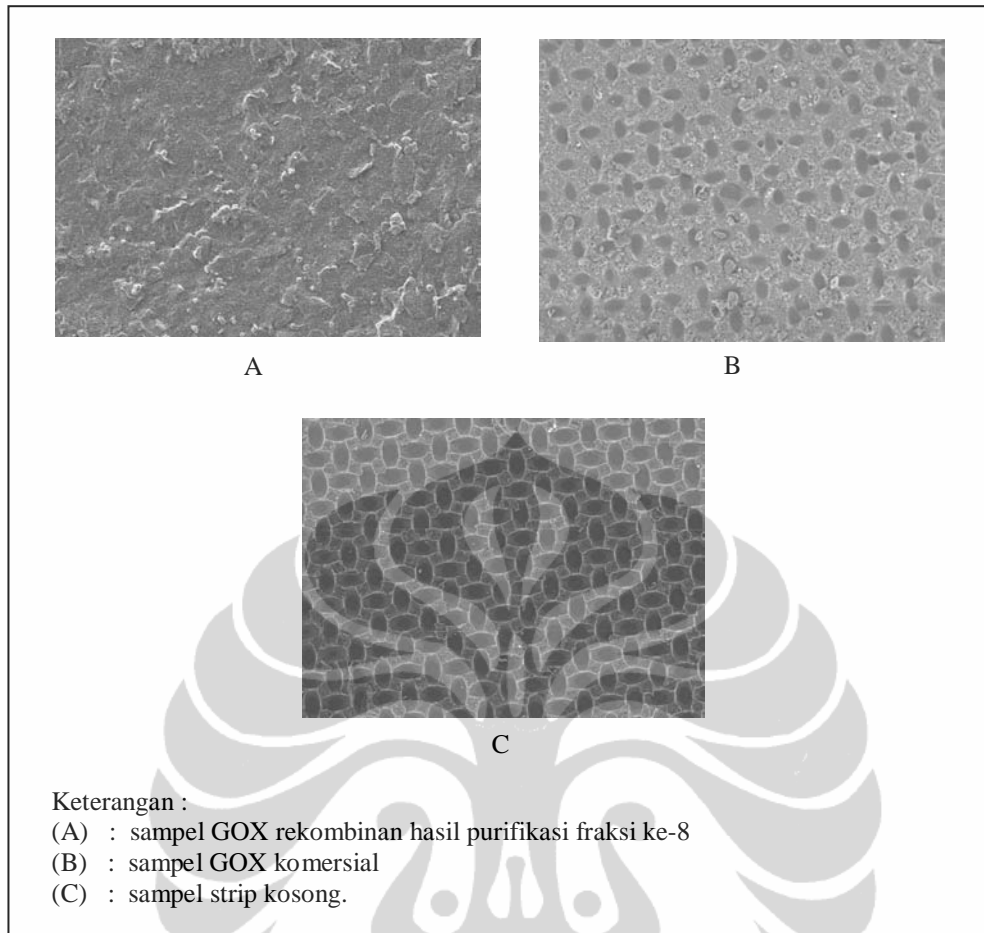 A
B
C
Keterangan :
(A) : sampel GOX rekombinan hasil purifikasi fraksi ke-8
(B) : sampel GOX komersial
(C) : sampel strip kosong.